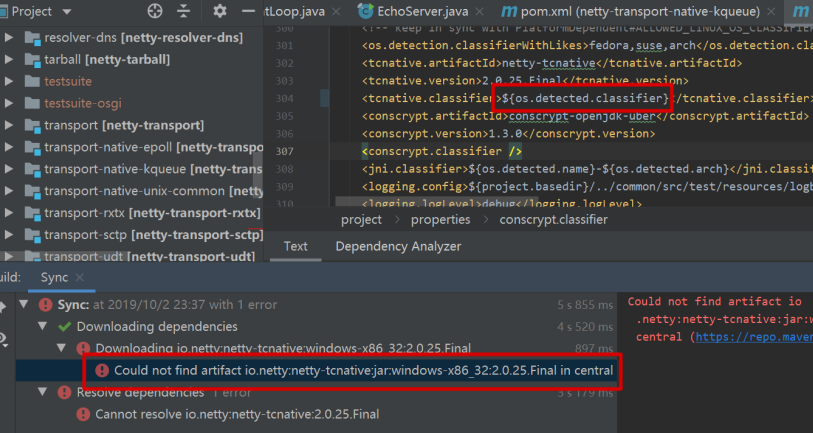 Project
ntLoop.java
EchoServer.java
pom.xml (netty-transport-native-kqueue)
resolver-dns [netty-resolver-dns]
tarball [netty-tarball]
testsuite
testsuite-osgi
transport [netty-transport]
transport-native-epoll [netty-transpo
transport-native-kqueue [netty-trans
transport-native-unix-common [netty
transport-rxtx [netty-transport-rxtx]
transport-sctp [netty-transport-sctp]
transport-udt [netty-transport-udt]
300 <!-- keep in sync with PlatformDependent#ALLOWED_LINUX_OS_CLASSIFIER
301 <os.detection.classifierWithLikes>fedora,suse,arch</os.detection.cla
302 <tcnative.artifactId>netty-tcnative</tcnative.artifactId>
303 <tcnative.version>2.0.25.Final</tcnative.version>
304 <tcnative.classifier>${os.detected.classifier}</tcnative.classifier>
305 <conscrypt.artifactId>conscrypt-openjdk-uber</conscrypt.artifactId>
306 <conscrypt.version>1.3.0</conscrypt.version>
307 <conscrypt.classifier />
308 <jni.classifier>${os.detected.name}-${os.detected.arch}</jni.classif
309 <logging.config>${project.basedir}/../common/src/test/resources/logb
310 <logging.logLevel>debug</logging.logLevel>
project > properties > conscrypt.classifier
Text Dependency Analyzer
uild: Sync
Sync: at 2019/10/2 23:37 with 1 error 5 s 855 ms
Downloading dependencies 4 s 520 ms
Downloading io.netty:netty-tcnative:windows-x86_32:2.0.25.Final 897 ms
Could not find artifact io.netty:netty-tcnative:jar:windows-x86_32:2.0.25.Final in central
Resolve dependencies 1 error 3 s 179 ms
Cannot resolve io.netty:netty-tcnative:2.0.25.Final
Could not find artifact io
.netty:netty-tcnative:jar:w
central (https://repo.maven